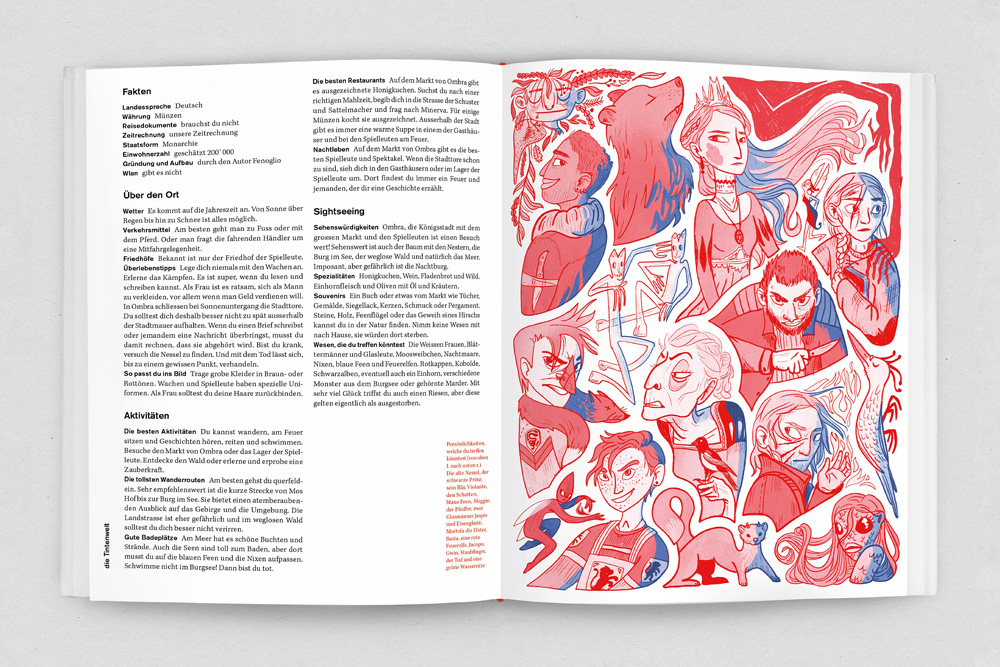 Fakten
Landessprache Deutsch
Währung Münzen
Reisedokumente brauchst du nicht
Zeitrechnung unsere Zeitrechnung
Staatsform Monarchie
Einwohnerzahl geschätzt 200˙000
Gründung und Aufbau durch den Autor Fenoglio
Wlan gibt es nicht
Über den Ort
Wetter Es kommt auf die Jahreszeit an. Von Sonne über
Regen bis hin zu Schnee ist alles möglich.
Verkehrsmittel Am besten geht man zu Fuss oder mit
dem Pferd. Oder man fragt die fahrenden Händler um
eine Mitfahrgelegenheit.
Friedhöfe Bekannt ist nur der Friedhof der Spielleute.
Überlebenstipps Lege dich niemals mit den Wachen an.
Erlerne das Kämpfen. Es ist super, wenn du lesen und
schreiben kannst. Als Frau ist es ratsam, sich als Mann
zu verkleiden, vor allem wenn man Geld verdienen will.
In Ombra schliessen bei Sonnenuntergang die Stadttore.
Du solltest dich deshalb besser nicht zu spät ausserhalb
der Stadtmauer aufhalten. Wenn du einen Brief schreibst
oder jemandem eine Nachricht überbringst, musst du
damit rechnen, dass sie abgehört wird. Bist du krank,
versuch die Nessel zu finden. Und mit dem Tod lässt sich,
bis zu einem gewissen Punkt, verhandeln.
So passt du ins Bild Trage grobe Kleider in Braun- oder
Rottönen. Wachen und Spielleute haben spezielle Uni-
formen. Als Frau solltest du deine Haare zurückbinden.
Aktivitäten
Die besten Aktivitäten Du kannst wandern, am Feuer
sitzen und Geschichten hören, reiten und schwimmen.
Besuche den Markt von Ombra oder das Lager der Spiel-
leute. Entdecke den Wald oder erlerne und erprobe eine
Zauberkraft.
Die tollsten Wanderrouten Am besten gehst du querfeld-
ein. Sehr empfehlenswert ist die kurze Strecke von Mos
Hof bis zur Burg im See. Sie bietet einen atemberauben-
den Ausblick auf das Gebirge und die Umgebung. Die
Landstrasse ist eher gefährlich und im weglosen Wald
solltest du dich besser nicht verirren.
Gute Badeplätze Am Meer hat es schöne Buchten und
Strände. Auch die Seen sind toll zum Baden, aber dort
musst du auf die blauen Feen und die Nixen aufpassen.
Schwimme nicht im Burgsee! Dann bist du tot.
die Tintenwelt
Die besten Restaurants Auf dem Markt von Ombra gibt
es ausgezeichnete Honigkuchen. Suchst du nach einer
richtigen Mahlzeit, begib dich in die Strasse der Schuster
und Sattelmacher und frag nach Minerva. Für einige
Münzen kocht sie ausgezeichnet. Ausserhalb der Stadt
gibt es immer eine warme Suppe in einem der Gasthäu-
ser und bei den Spielleuten am Feuer.
Nachtleben Auf dem Markt von Ombra gibt es die bes-
ten Spielleute und Spektakel. Wenn die Stadttore schon
zu sind, sieh dich in den Gasthäusern oder im Lager der
Spielleute um. Dort findest du immer ein Feuer und
jemanden, der dir eine Geschichte erzählt.
Sightseeing
Sehenswürdigkeiten Ombra, die Königsstadt mit dem
grossen Markt und den Spielleuten ist einen Besuch
wert! Sehenswert ist auch der Baum mit den Nestern, die
Burg im See, der weglose Wald und natürlich das Meer.
Imposant, aber gefährlich ist die Nachtburg.
Spezialitäten Honigkuchen, Wein, Fladenbrot und Wild.
Einhornfleisch und Oliven mit Öl und Kräutern.
Souvenirs Ein Buch oder etwas vom Markt wie Tücher,
Gemälde, Siegellack, Kerzen, Schmuck oder Pergament.
Steine, Holz, Feenflügel oder das Geweih eines Hirsch
kannst du in der Natur finden. Nimm keine Wesen mit
nach Hause, sie würden dort sterben.
Wesen, die du treffen könntest Die Weissen Frauen, Blät-
termänner und Glasleute, Moosweibchen, Nachtmaare,
Nixen, blaue Feen und Feuerelfen. Rotkappen, Kobolde,
Schwarzalben, eventuell auch ein Einhorn, verschiedene
Monster aus dem Burgsee oder gehörnte Marder. Mit
sehr viel Glück triffst du auch einen Riesen, aber diese
gelten eigentlich als ausgestorben.
Persönlichkeiten,
welche du treffen
könntest (von oben
l. nach unten r.)
Die alte Nessel, der
schwarze Prinz,
sein Bär, Violante,
den Schatten,
blaue Feen, Meggie,
der Pfeifer, zwei
Glasmänner Jaspis
und Eisenglanz,
Mortola die Elster,
Basta, eine rote
Feuerelfe, Jacopo,
Gwin, Staubfinger,
der Tod und eine
grüne Wassernixe